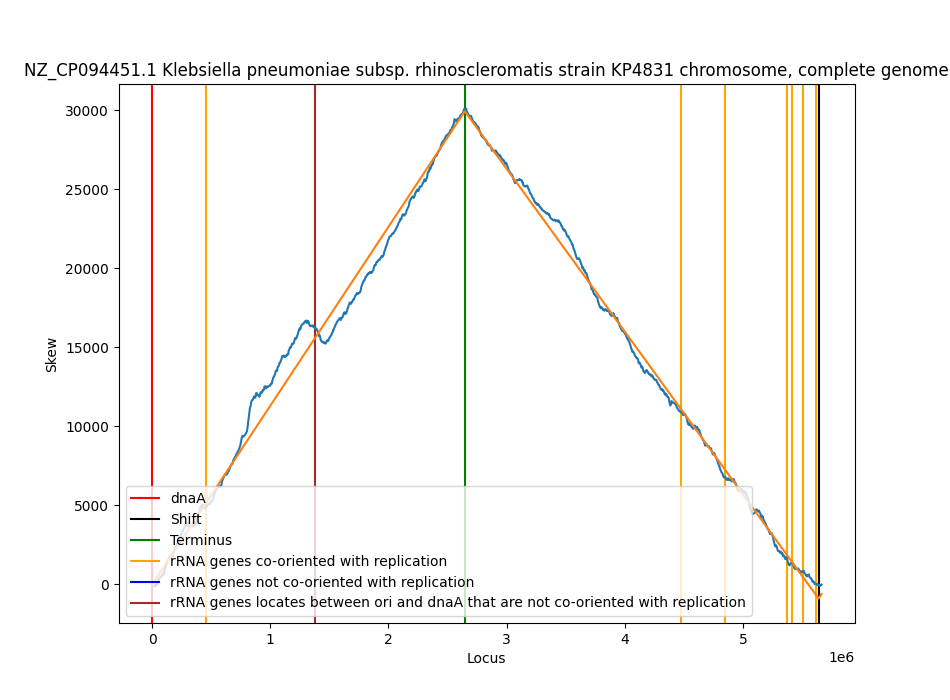 NZ_CP094451.1 Klebsiella pneumoniae subsp. rhinoscleromatis strain KP4831 chromosome, complete genome
30000
25000
20000
15000
10000
5000
0
Skew
dnaA
Shift
Terminus
rRNA genes co-oriented with replication
rRNA genes not co-oriented with replication
rRNA genes locates between ori and dnaA that are not co-oriented with replication
0 1 2 3 4 5
1e6
Locus